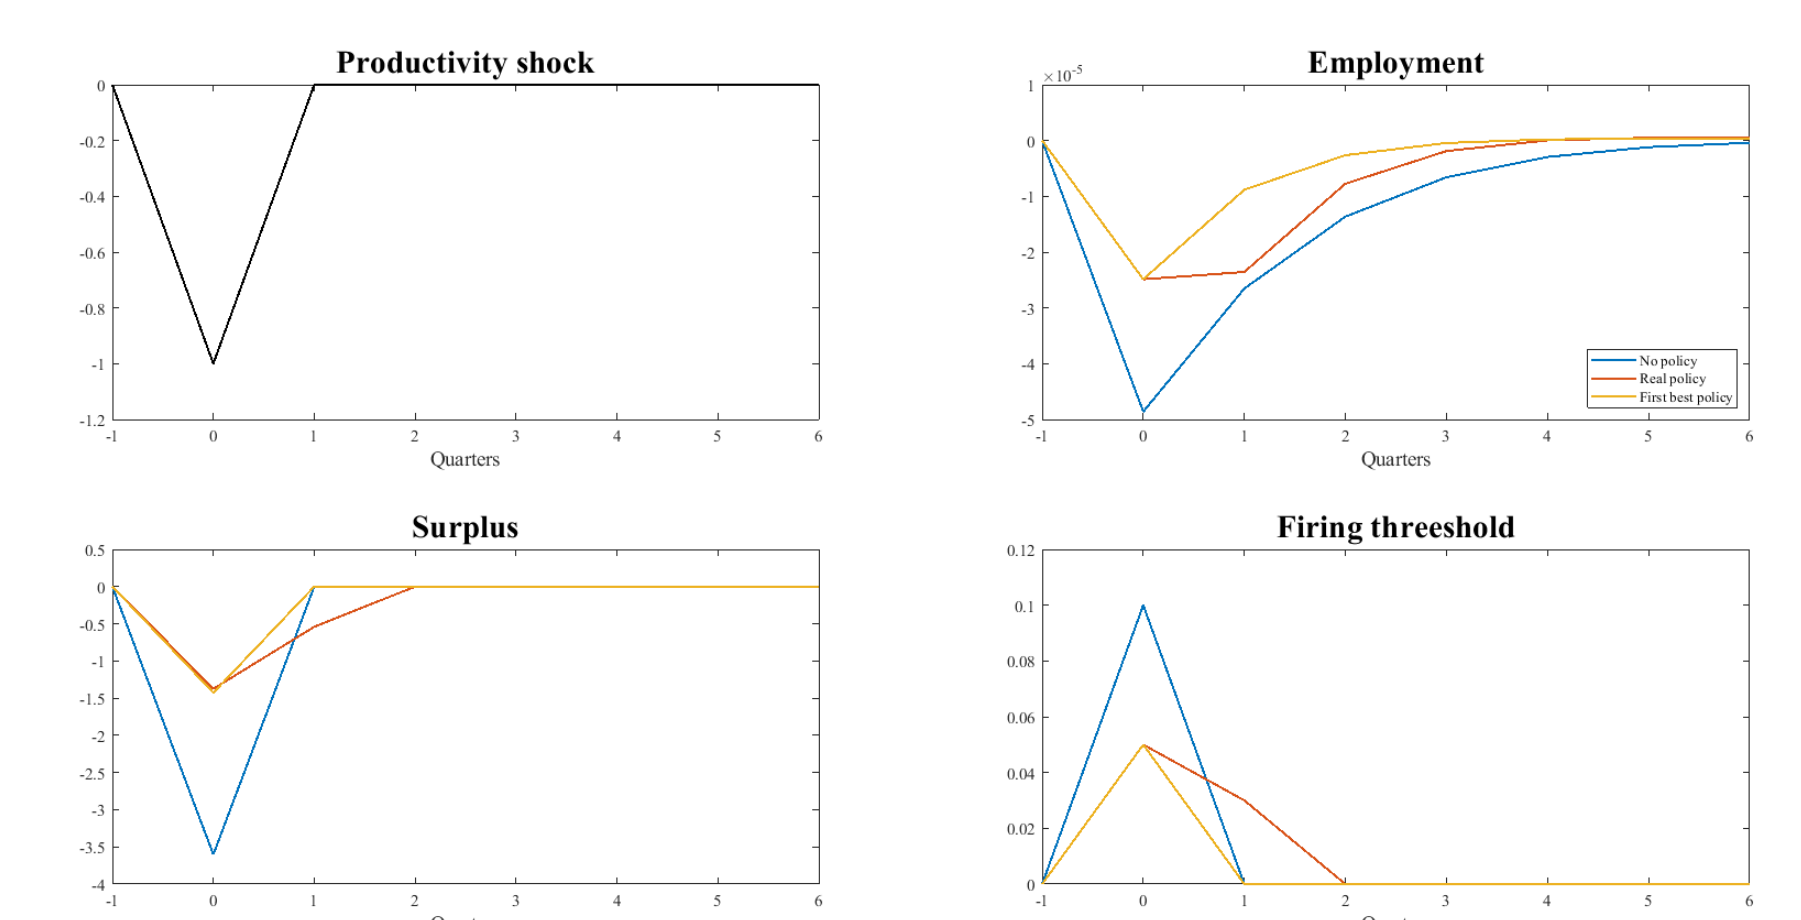 Productivity shock
0
-0.2
-0.4
-0.6
-0.8
-1
-1.2
-1 0 1 2 3 4 5 6
Quarters
Employment
×10-5
1
0
-1
-2
-3
-4
-5
No policy
Real policy
First best policy
-1 0 1 2 3 4 5 6
Quarters
Surplus
0.5
0
-0.5
-1
-1.5
-2
-2.5
-3
-3.5
-4
-1 0 1 2 3 4 5 6
Firing threeshold
0.12
0.1
0.08
0.06
0.04
0.02
0
-1 0 1 2 3 4 5 6